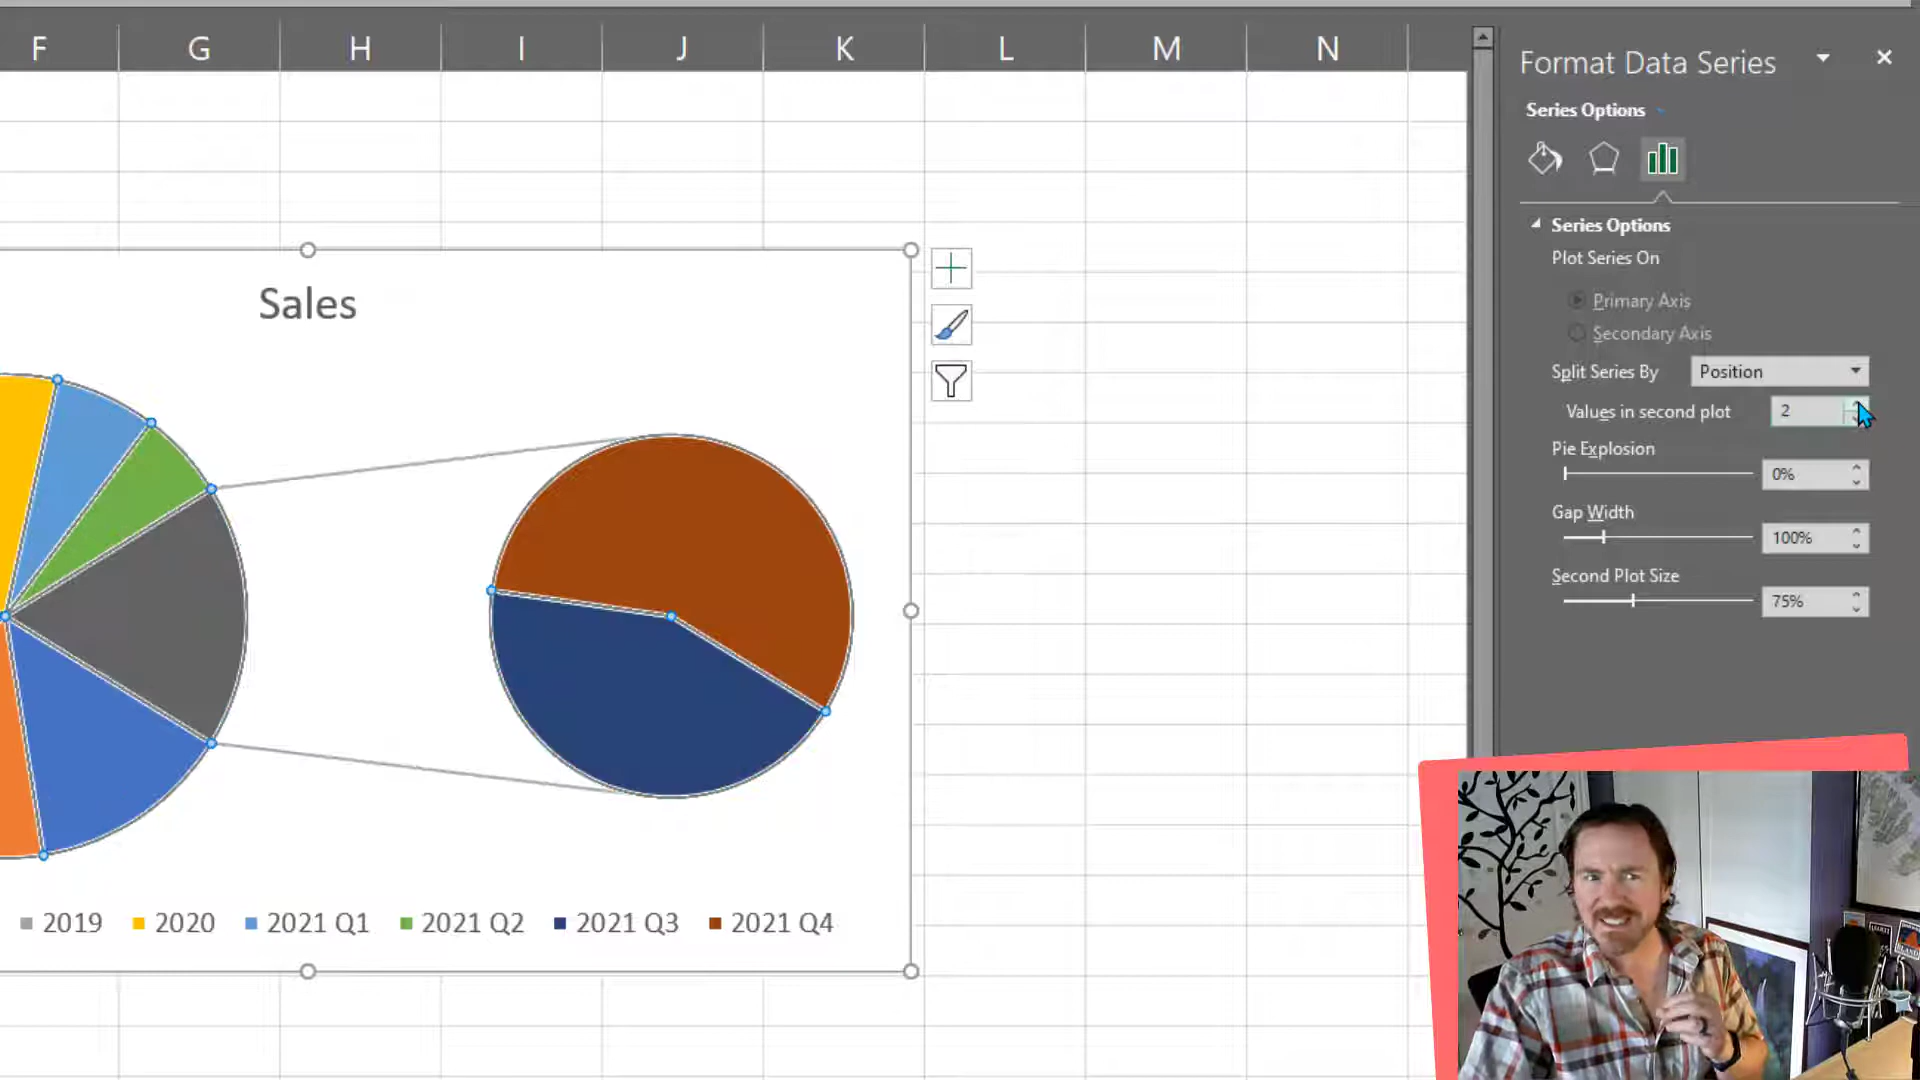 F G H I J K L M N
Format Data Series
Series Options
Series Options
Plot Series On
Primary Axis
Secondary Axis
Split Series By Position
Values in second plot 2
Pie Explosion
0%
Gap Width
100%
Second Plot Size
75%
Sales
2019 2020 2021 Q1 2021 Q2 2021 Q3 2021 Q4